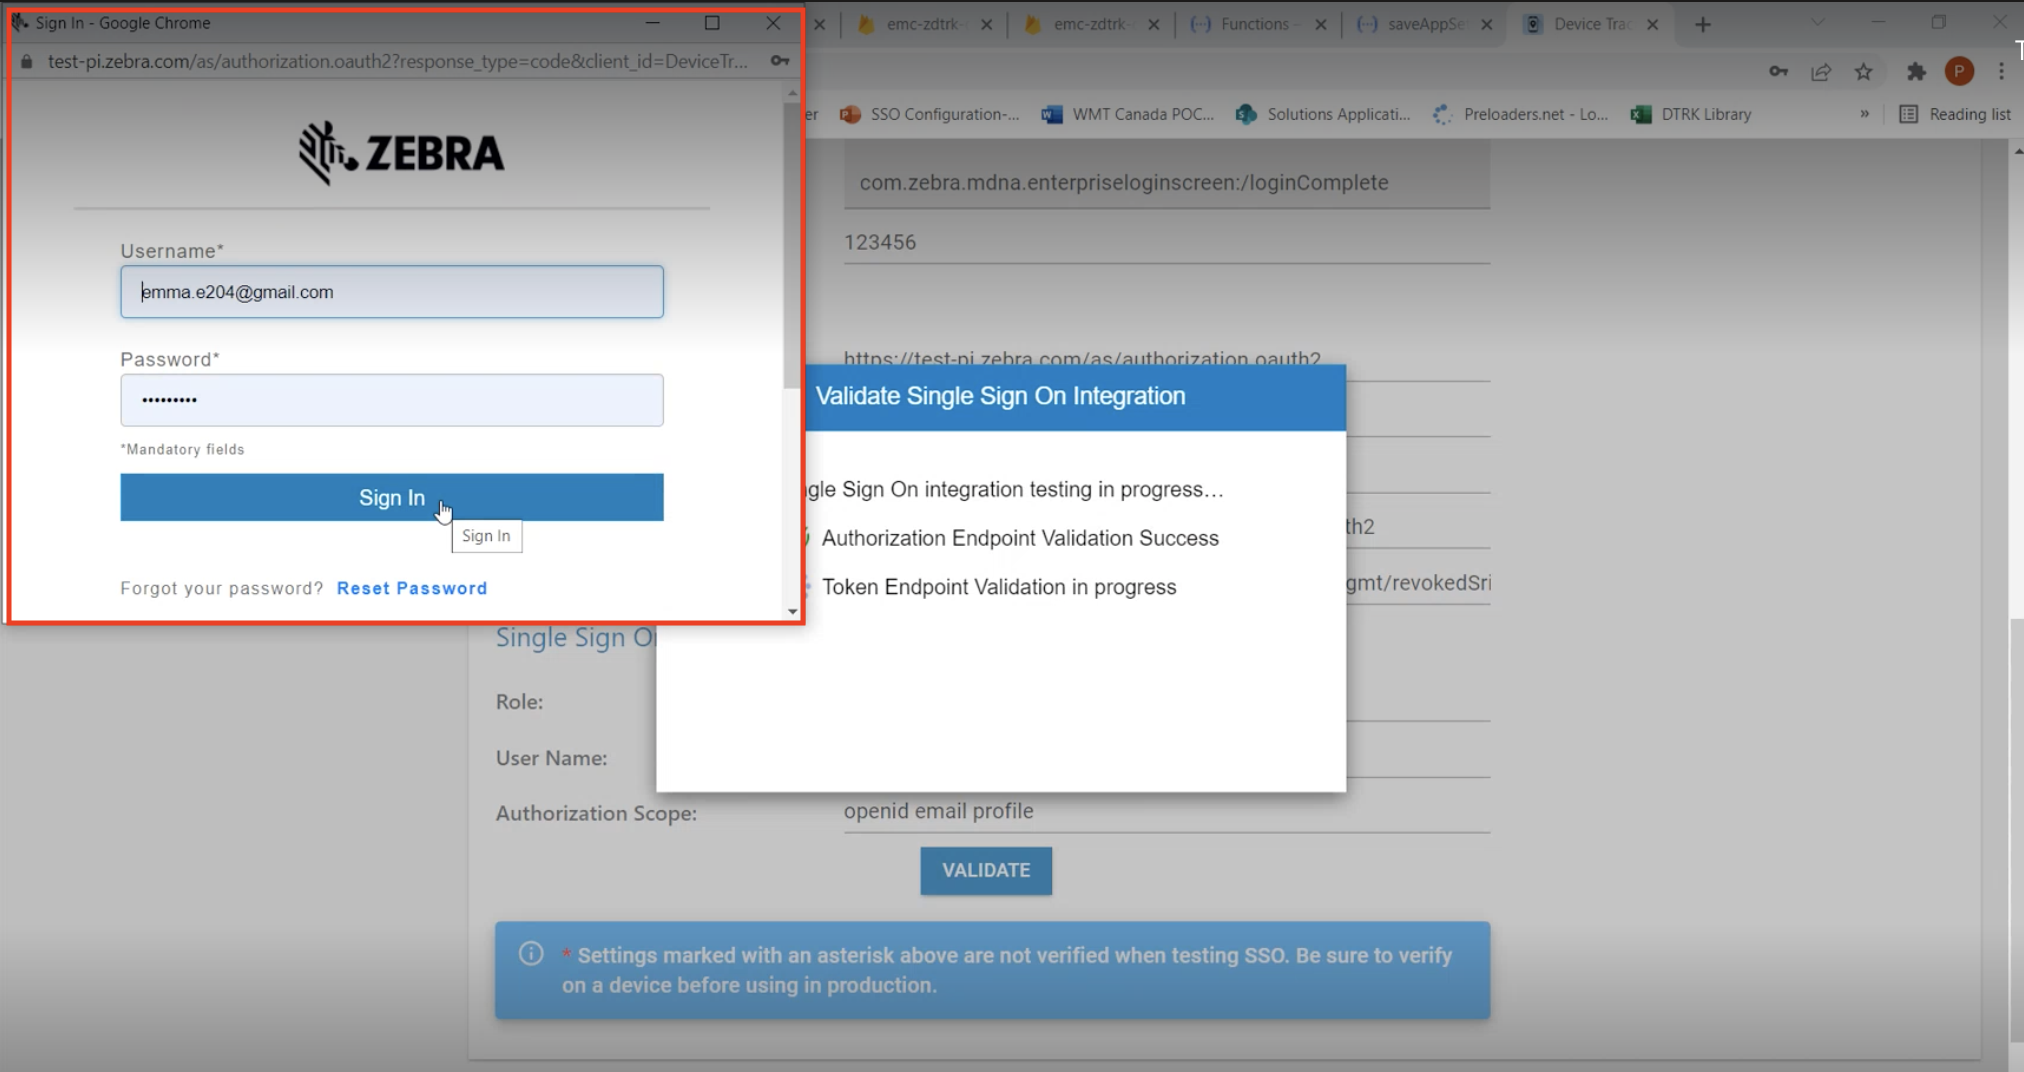 Sign In - Google Chrome
emc-zdtrk-
emc-zdtrk-
Functions -
saveAppSet
Device Trac
test-pi.zebra.com/as/authorization.oauth2?response_type=code&client_id=DeviceTr...
P
er
SSO Configuration-...
WMT Canada POC...
Solutions Applicati...
Preloaders.net - Lo...
DTRK Library
»
Reading list
ZEBRA
Username*
emma.e204@gmail.com
Password*
•••••••••
*Mandatory fields
Sign In
Sign In
Forgot your password? Reset Password
com.zebra.mdna.enterpriseloginscreen:/loginComplete
123456
https://test-pi.zebra.com/as/authorization.oauth2
Validate Single Sign On Integration
gle Sign On integration testing in progress...
Authorization Endpoint Validation Success
Token Endpoint Validation in progress
th2
gmt/revokedSri
Single Sign O
Role:
User Name:
Authorization Scope:
openid email profile
VALIDATE
* Settings marked with an asterisk above are not verified when testing SSO. Be sure to verify
on a device before using in production.